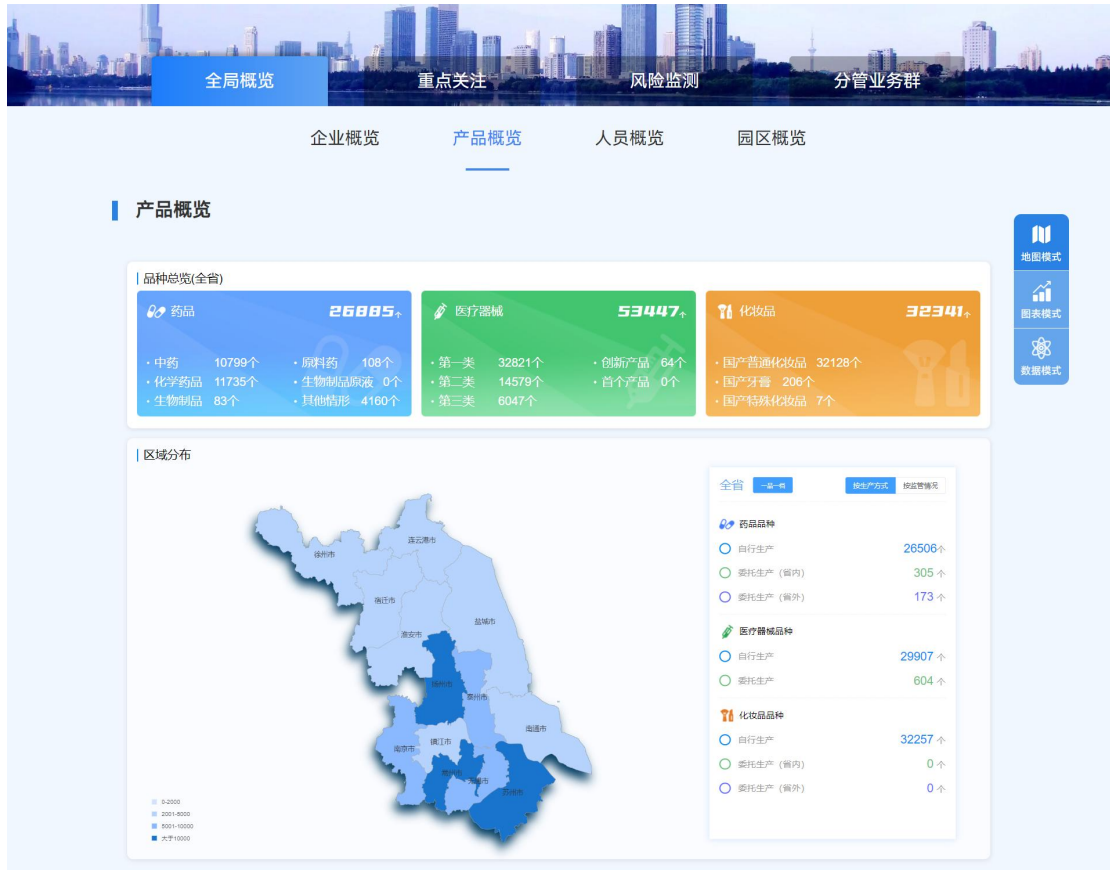 全局概览
重点关注
风险监测
分管业务群
企业概览
产品概览
人员概览
园区概览
产品概览
地图模式
图表模式
数据模式
品种总览(全省)
药品 26885个
·中药 10799个 ·原料药 108个
·化学药品 11735个 ·生物制品原液 0个
·生物制品 83个 ·其他情形 4160个
医疗器械 53447个
·第一类 32821个 ·创新产品 64个
·第二类 14579个 ·首个产品 0个
·第三类 6047个
化妆品 32341个
·国产普通化妆品 32128个
·国产牙膏 206个
·国产特殊化妆品 7个
区域分布
连云港市
徐州市
宿迁市
盐城市
淮安市
扬州市
泰州市
南通市
镇江市
南京市
常州市
无锡市
苏州市
0-2000
2001-5000
5001-10000
大于10000
全省 一品一档 按生产方式 按监管情况
药品品种
自行生产 26506个
委托生产（省内） 305个
委托生产（省外） 173个
医疗器械品种
自行生产 29907个
委托生产 604个
化妆品品种
自行生产 32257个
委托生产（省内） 0个
委托生产（省外） 0个